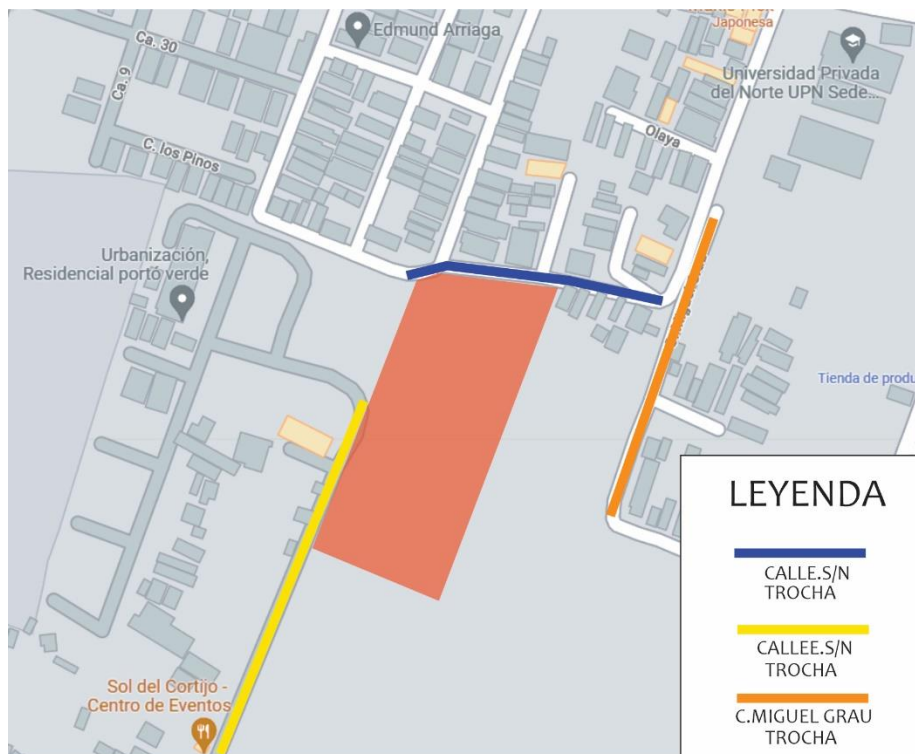 Japonesa
Edmund Arriaga
Ca. 30
Ca. 9
Universidad Privada
del Norte UPN Sede...
Olaya
C. los Pinos
Urbanización,
Residencial porto verde
Tienda de produ
LEYENDA
CALLE.S/N
TROCHA
CALLEE.S/N
TROCHA
C.MIGUEL GRAU
TROCHA
Sol del Cortijo -
Centro de Eventos